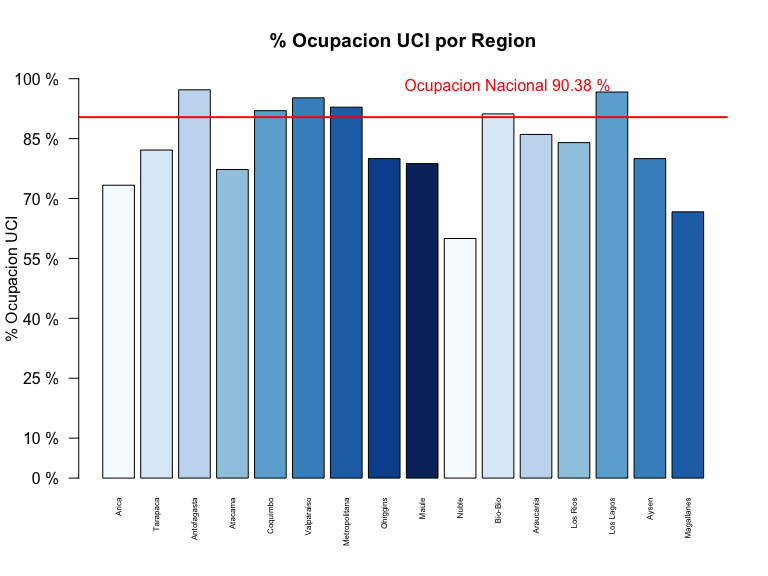 % Ocupacion UCI por Region
Ocupacion Nacional 90.38 %
% Ocupacion UCI
100 %
85 %
70 %
55 %
40 %
25 %
10 %
0 %
Arica
Tarapaca
Antofagasta
Atacama
Coquimbo
Valparaiso
Metropolitana
Ohiggins
Maule
Nuble
Bio-Bio
Araucania
Los Rios
Los Lagos
Aysen
Magallanes